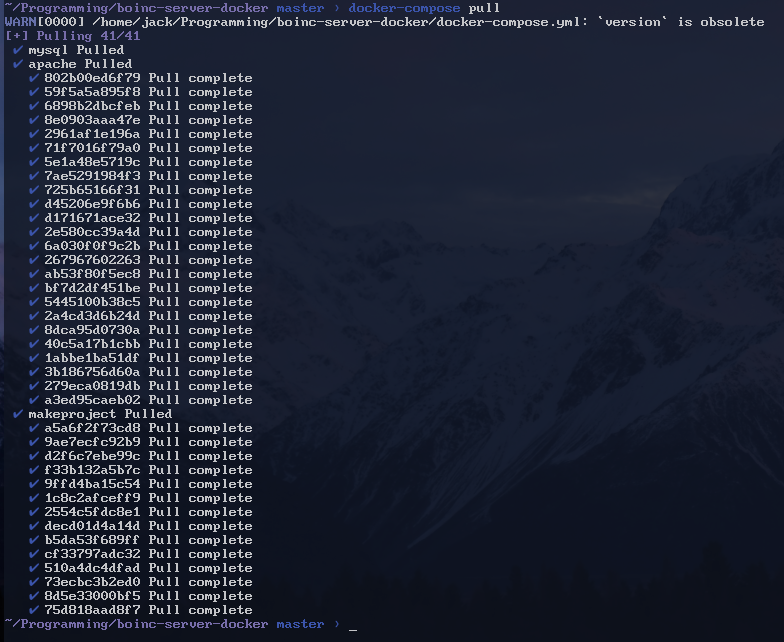 ~/Programming/boinc-server-docker master › docker-compose pull
WARN[0000] /home/jack/Programming/boinc-server-docker/docker-compose.yml: `version` is obsolete
[+] Pulling 41/41
✔ mysql Pulled
✔ apache Pulled
✔ 802b00ed6f79 Pull complete
✔ 59f5a5a895f8 Pull complete
✔ 6898b2dbcfeb Pull complete
✔ 8e0903aaa47e Pull complete
✔ 2961af1e196a Pull complete
✔ 71f7016f79a0 Pull complete
✔ 5e1a48e5719c Pull complete
✔ 7ae5291984f3 Pull complete
✔ 725b65166f31 Pull complete
✔ d45206e9f6b6 Pull complete
✔ d171671ace32 Pull complete
✔ 2e580cc39a4d Pull complete
✔ 6a030f0f9c2b Pull complete
✔ 267967602263 Pull complete
✔ ab53f80f5ec8 Pull complete
✔ bf7d2df451be Pull complete
✔ 5445100b38c5 Pull complete
✔ 2a4cd3d6b24d Pull complete
✔ 8dca95d0730a Pull complete
✔ 40c5a17b1cbb Pull complete
✔ 1abbe1ba51df Pull complete
✔ 3b186756d60a Pull complete
✔ 279eca0819db Pull complete
✔ a3ed95caeb02 Pull complete
✔ makeproject Pulled
✔ a5a6f2f73cd8 Pull complete
✔ 9ae7ecfc92b9 Pull complete
✔ d2f6c7ebe99c Pull complete
✔ f33b132a5b7c Pull complete
✔ 9ffd4ba15c54 Pull complete
✔ 1c8c2afceff9 Pull complete
✔ 2554c5fdc8e1 Pull complete
✔ decd01d4a14d Pull complete
✔ b5da53f689ff Pull complete
✔ cf33797adc32 Pull complete
✔ 510a4dc4dfad Pull complete
✔ 73ecbc3b2ed0 Pull complete
✔ 8d5e33000bf5 Pull complete
✔ 75d818aad8f7 Pull complete
~/Programming/boinc-server-docker master › _